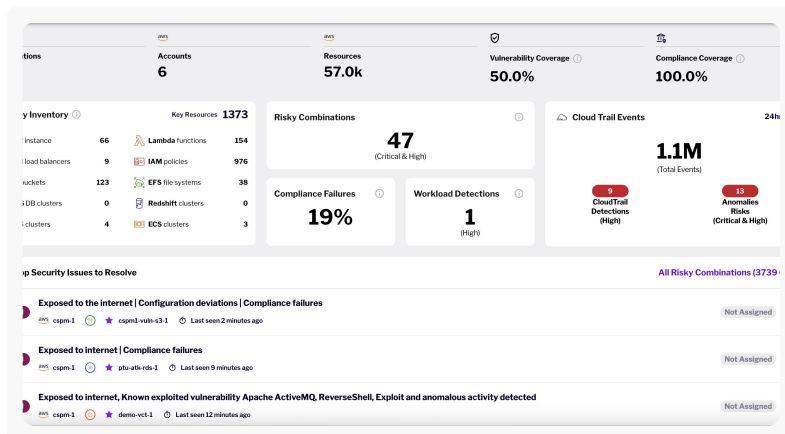 tions
aws
Accounts
6
aws
Resources
57.0k
Vulnerability Coverage
50.0%
Compliance Coverage
100.0%
y Inventory
Key Resources 1373
instance 66
Lambda functions 154
load balancers 9
IAM policies 976
uckets 123
EFS file systems 38
DB clusters 0
Redshift clusters 0
clusters 4
ECS clusters 3
Risky Combinations
47
(Critical & High)
Compliance Failures
19%
Workload Detections
1
(High)
Cloud Trail Events
24h
1.1M
(Total Events)
9
CloudTrail
Detections
(High)
13
Anomalies
Risks
(Critical & High)
op Security Issues to Resolve
All Risky Combinations (3739
Exposed to the internet | Configuration deviations | Compliance failures
aws cspm-1 cspm1-vuln-s3-1 Last seen 2 minutes ago
Not Assigned
Exposed to internet | Compliance failures
aws cspm-1 ptu-atk-rds-1 Last seen 9 minutes ago
Not Assigned
Exposed to internet, Known exploited vulnerability Apache ActiveMQ, ReverseShell, Exploit and anomalous activity detected
aws cspm-1 demo-vct-1 Last seen 12 minutes ago
Not Assigned